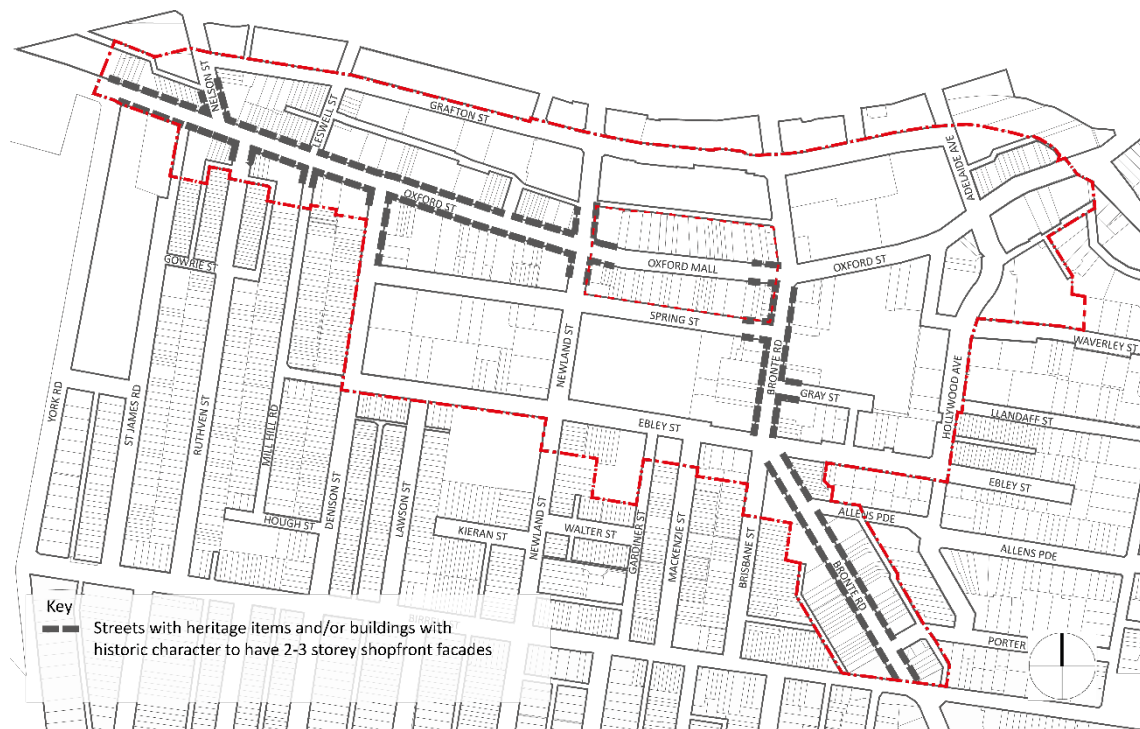 NELSON ST
LESWELL ST
GRAFTON ST
ADELAIDE AVE
OXFORD ST
GOWRIE ST
OXFORD MALL
OXFORD ST
SPRING ST
NEWLAND ST
BRONTE RD
WAVERLEY ST
HOLLYWOOD AVE
GRAY ST
LLANDAFF ST
YORK RD
ST JAMES RD
RUTHVEN ST
MILL HILL RD
EBLEY ST
DENISON ST
LAWSON ST
EBLEY ST
HOUGH ST
KIERAN ST
NEWLAND ST
WALTER ST
GARDINER ST
MACKENZIE ST
BRISBANE ST
ALLENS PDE
ALLENS PDE
BRONTE RD
PORTER
Key
Streets with heritage items and/or buildings with
historic character to have 2-3 storey shopfront facades